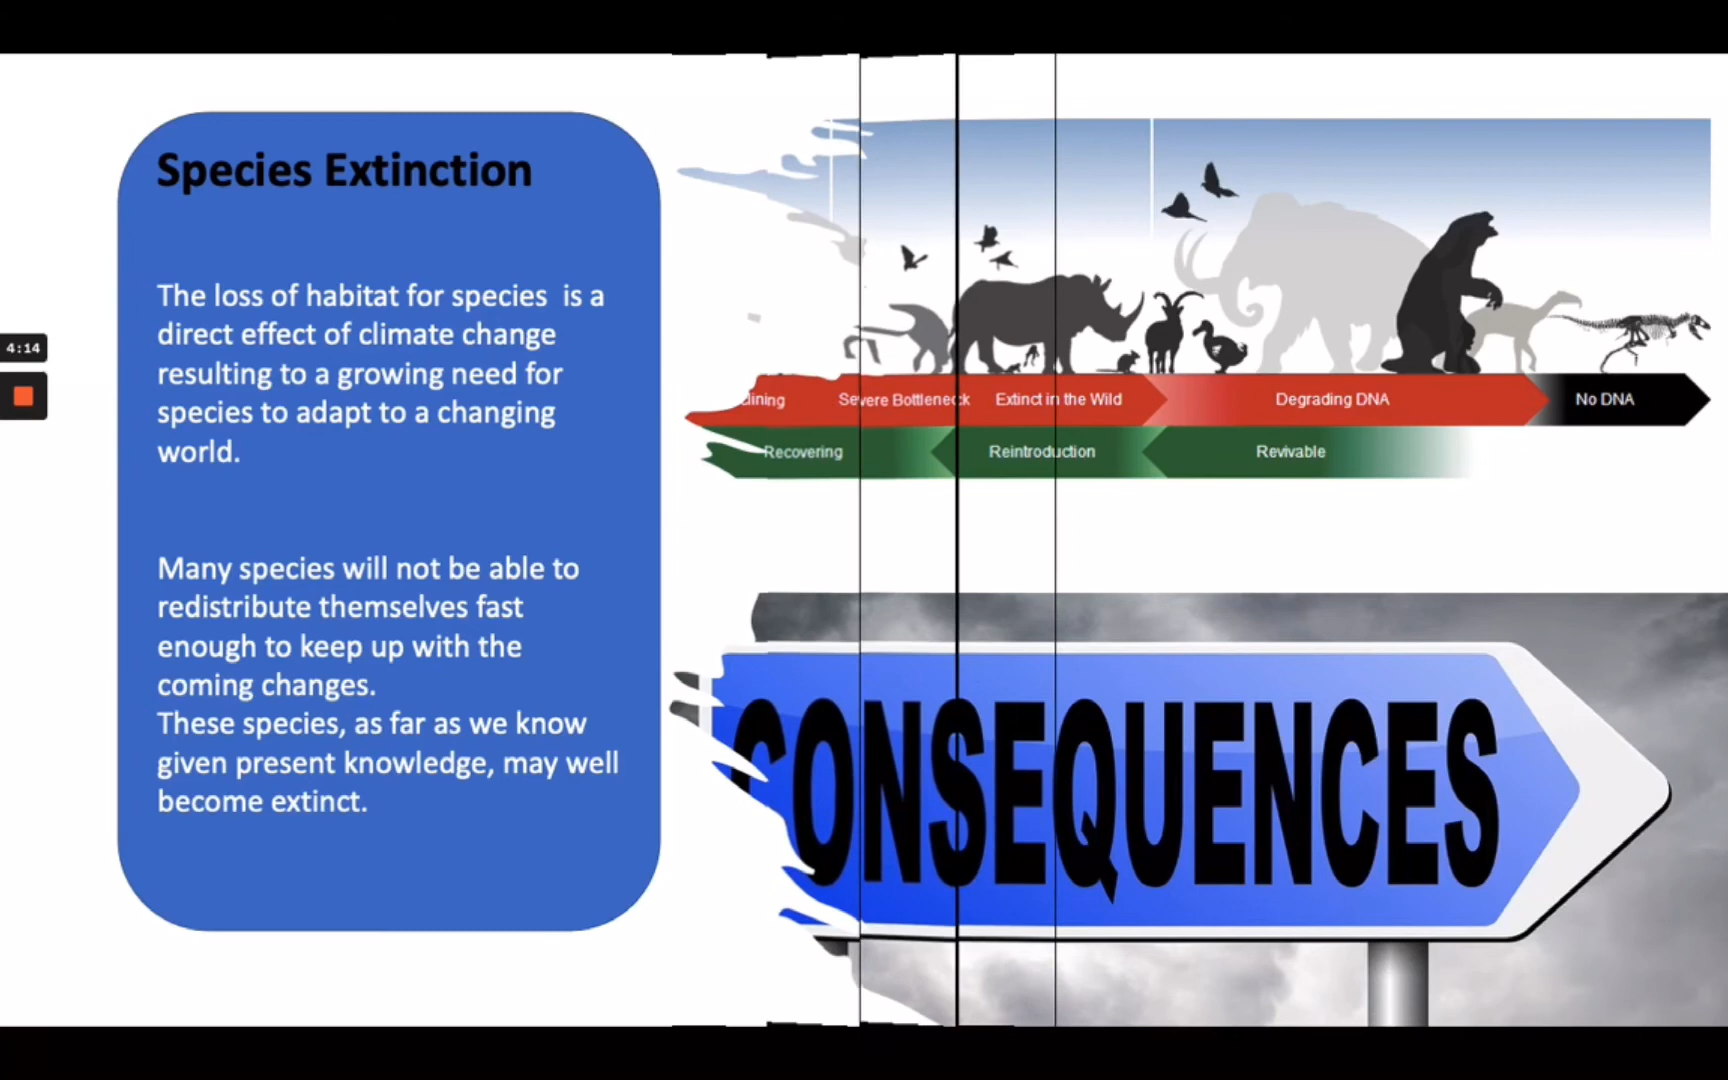 Species Extinction
The loss of habitat for species  is a
direct effect of climate change
resulting to a growing need for
species to adapt to a changing
world.
Many species will not be able to
redistribute themselves fast
enough to keep up with the
coming changes.
These species, as far as we know
given present knowledge, may well
become extinct.
4:14
Severe Bottleneck Extinct in the Wild Degrading DNA No DNA
Recovering Reintroduction Revivable
CONSEQUENCES